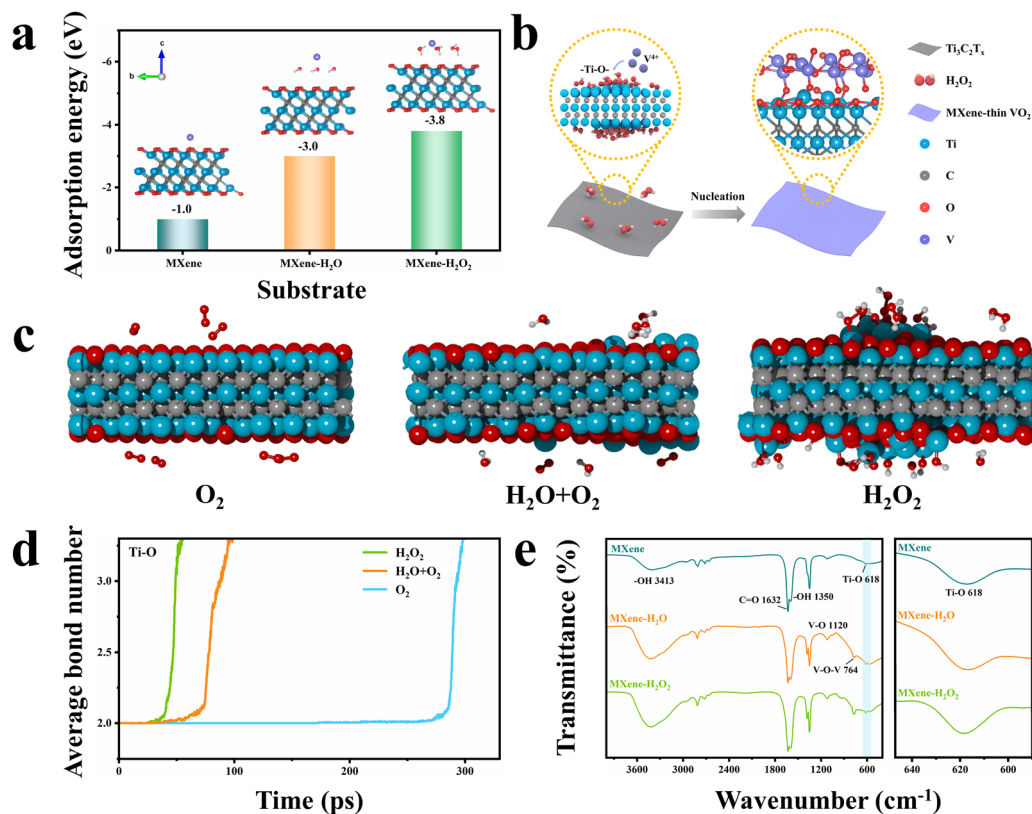 a
Adsorption energy (eV)
-6
-4
-2
0
c
b
-1.0
-3.0
-3.8
MXene
MXene-H₂O
MXene-H₂O₂
Substrate
b
-Ti-O-
V⁴⁺
Nucleation
Ti₃C₂Tₓ
H₂O₂
MXene-thin VO₂
Ti
C
O
V
c
O₂
H₂O+O₂
H₂O₂
d
Average bond number
Ti-O
3.0
2.5
2.0
H₂O₂
H₂O+O₂
O₂
0
100
200
300
Time (ps)
e
Transmittance (%)
MXene
-OH 3413
C=O 1632
-OH 1350
Ti-O 618
MXene-H₂O
V-O 1120
V-O-V 764
MXene-H₂O₂
3600
3000
2400
1800
1200
600
MXene
Ti-O 618
MXene-H₂O
MXene-H₂O₂
640
620
600
Wavenumber (cm⁻¹)